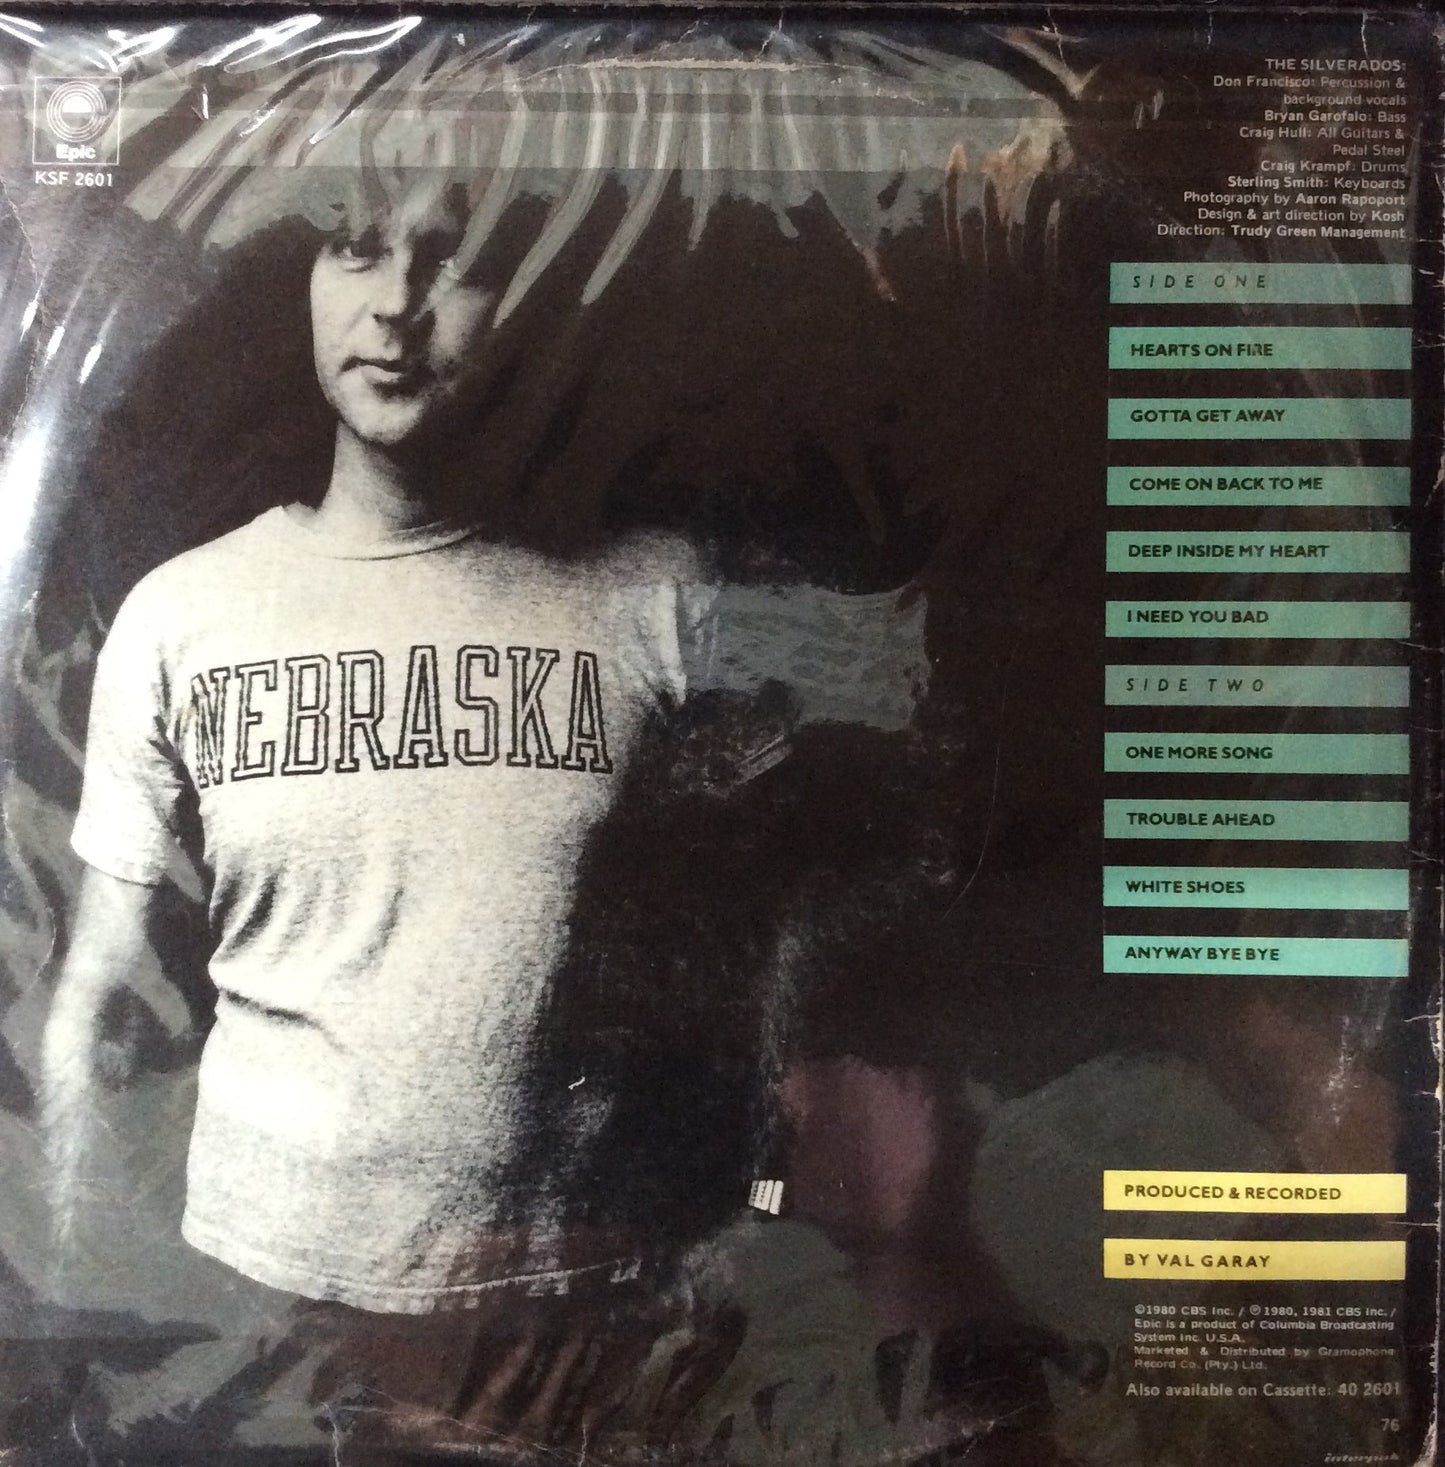 Epic
KSF 2601
THE SILVERADOS:
Don Francisco: Percussion &
background vocals
Bryan Garofalo: Bass
Craig Hull: All Guitars &
Pedal Steel
Craig Krampf: Drums
Sterling Smith: Keyboards
Photography by Aaron Rapoport
Design & art direction by Kosh
Direction: Trudy Green Management
SIDE ONE
HEARTS ON FIRE
GOTTA GET AWAY
COME ON BACK TO ME
DEEP INSIDE MY HEART
I NEED YOU BAD
SIDE TWO
ONE MORE SONG
TROUBLE AHEAD
WHITE SHOES
ANYWAY BYE BYE
NEBRASKA
PRODUCED & RECORDED
BY VAL GARAY
©1980 CBS Inc. / ℗1980, 1981 CBS Inc. /
Epic is a product of Columbia Broadcasting
System Inc. U.S.A.
Marketed & Distributed by Gramophone
Record Co. (Pty.) Ltd.
Also available on Cassette: 40 2601
76
interpak